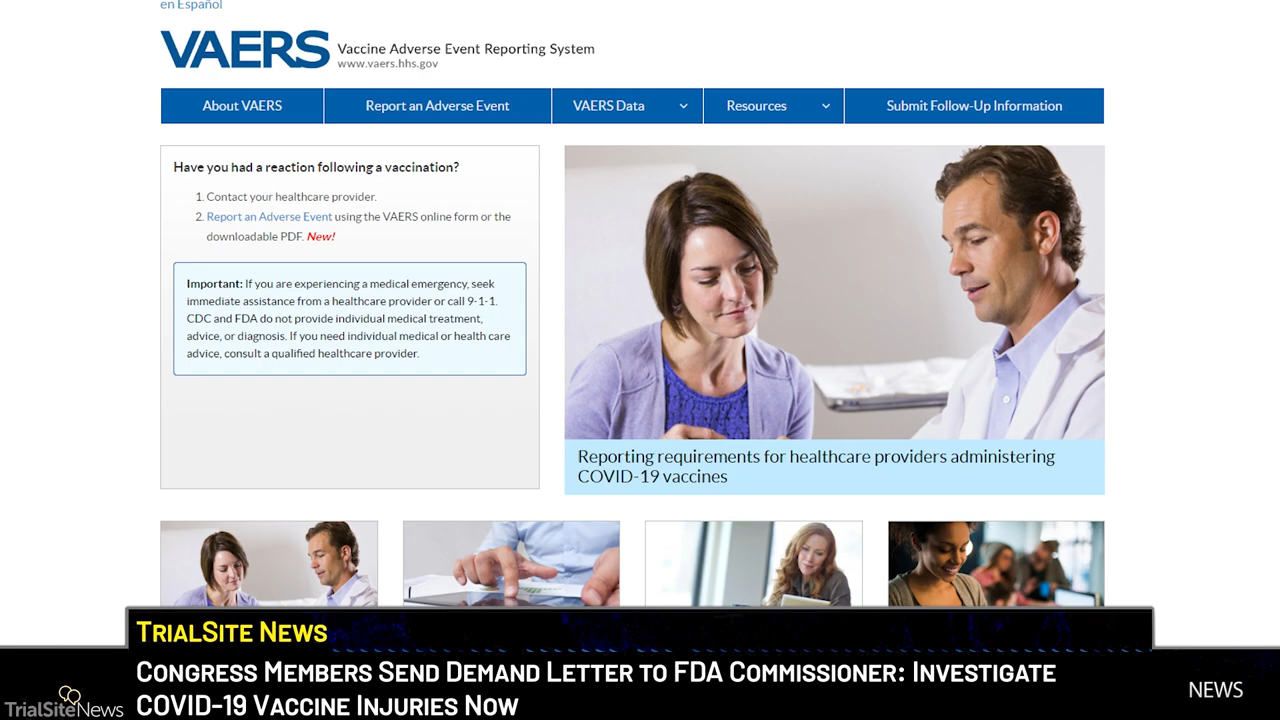 en Español
VAERS Vaccine Adverse Event Reporting System
www.vaers.hhs.gov
About VAERS Report an Adverse Event VAERS Data Resources Submit Follow-Up Information
Have you had a reaction following a vaccination?
1. Contact your healthcare provider.
2. Report an Adverse Event using the VAERS online form or the
downloadable PDF. New!
Important: If you are experiencing a medical emergency, seek
immediate assistance from a healthcare provider or call 9-1-1.
CDC and FDA do not provide individual medical treatment,
advice, or diagnosis. If you need individual medical or health care
advice, consult a qualified healthcare provider.
Reporting requirements for healthcare providers administering
COVID-19 vaccines
TrialSite News
Congress Members Send Demand Letter to FDA Commissioner: Investigate
COVID-19 Vaccine Injuries Now
TrialSiteNews
NEWS